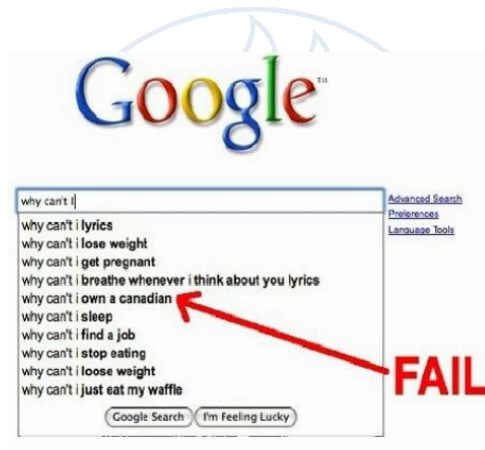 Google™
why can't I
Advanced Search
Preferences
Language Tools
why can't i lyrics
why can't i lose weight
why can't i get pregnant
why can't i breathe whenever i think about you lyrics
why can't i own a canadian
why can't i sleep
why can't i find a job
why can't i stop eating
why can't i loose weight
why can't i just eat my waffle
FAIL
Google Search I'm Feeling Lucky